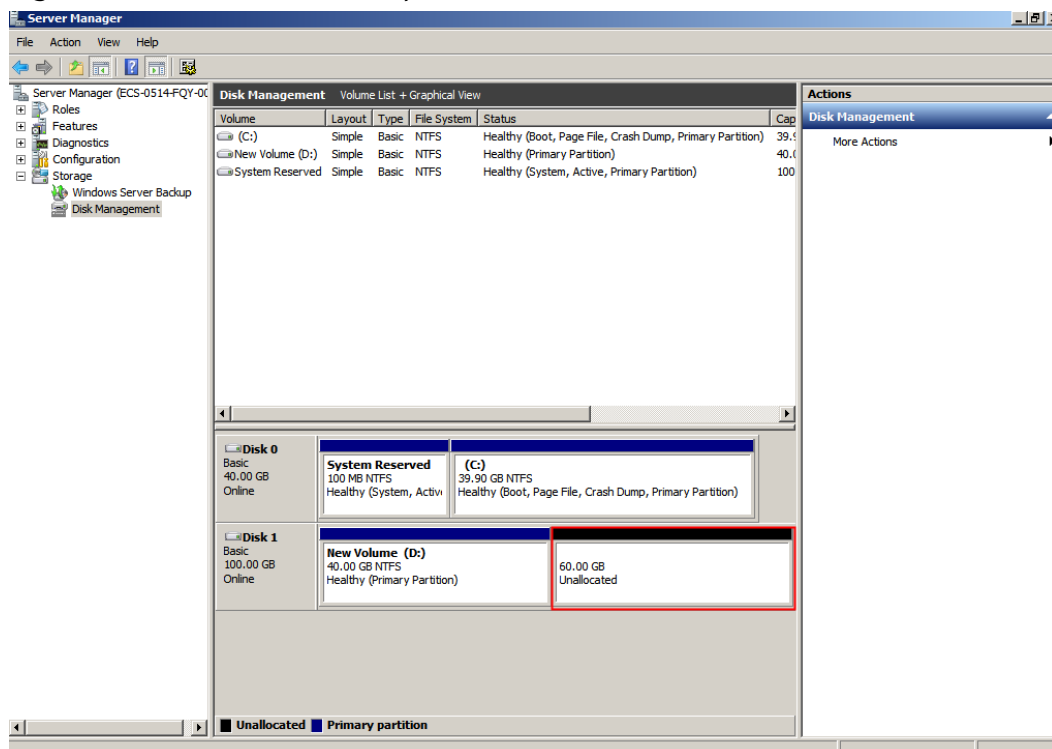 Server Manager
File Action View Help
Server Manager (ECS-0514-FQY-00
Roles
Features
Diagnostics
Configuration
Storage
Windows Server Backup
Disk Management
Disk Management Volume List + Graphical View
Volume Layout Type File System Status Cap
(C:) Simple Basic NTFS Healthy (Boot, Page File, Crash Dump, Primary Partition) 39.9
New Volume (D:) Simple Basic NTFS Healthy (Primary Partition) 40.0
System Reserved Simple Basic NTFS Healthy (System, Active, Primary Partition) 100
Disk 0
Basic
40.00 GB
Online
System Reserved
100 MB NTFS
Healthy (System, Active
(C:)
39.90 GB NTFS
Healthy (Boot, Page File, Crash Dump, Primary Partition)
Disk 1
Basic
100.00 GB
Online
New Volume (D:)
40.00 GB NTFS
Healthy (Primary Partition)
60.00 GB
Unallocated
Unallocated Primary partition
Actions
Disk Management
More Actions